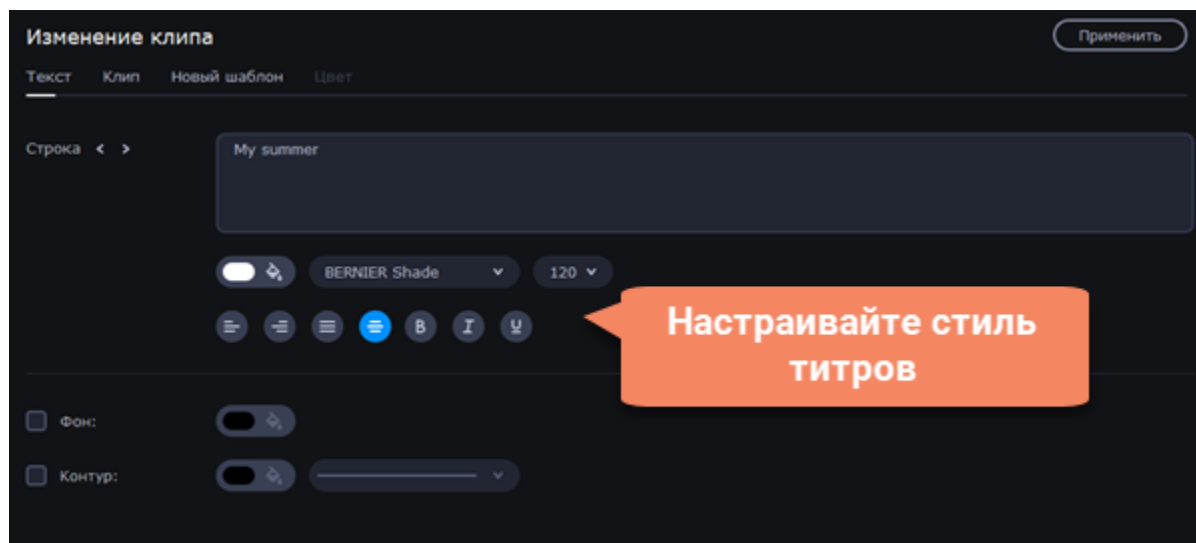 Изменение клипа
Применить
Текст Клип Новый шаблон Цвет
Строка < >
My summer
BERNIER Shade 120
B I U
Настраивайте стиль
титров
Фон:
Контур: